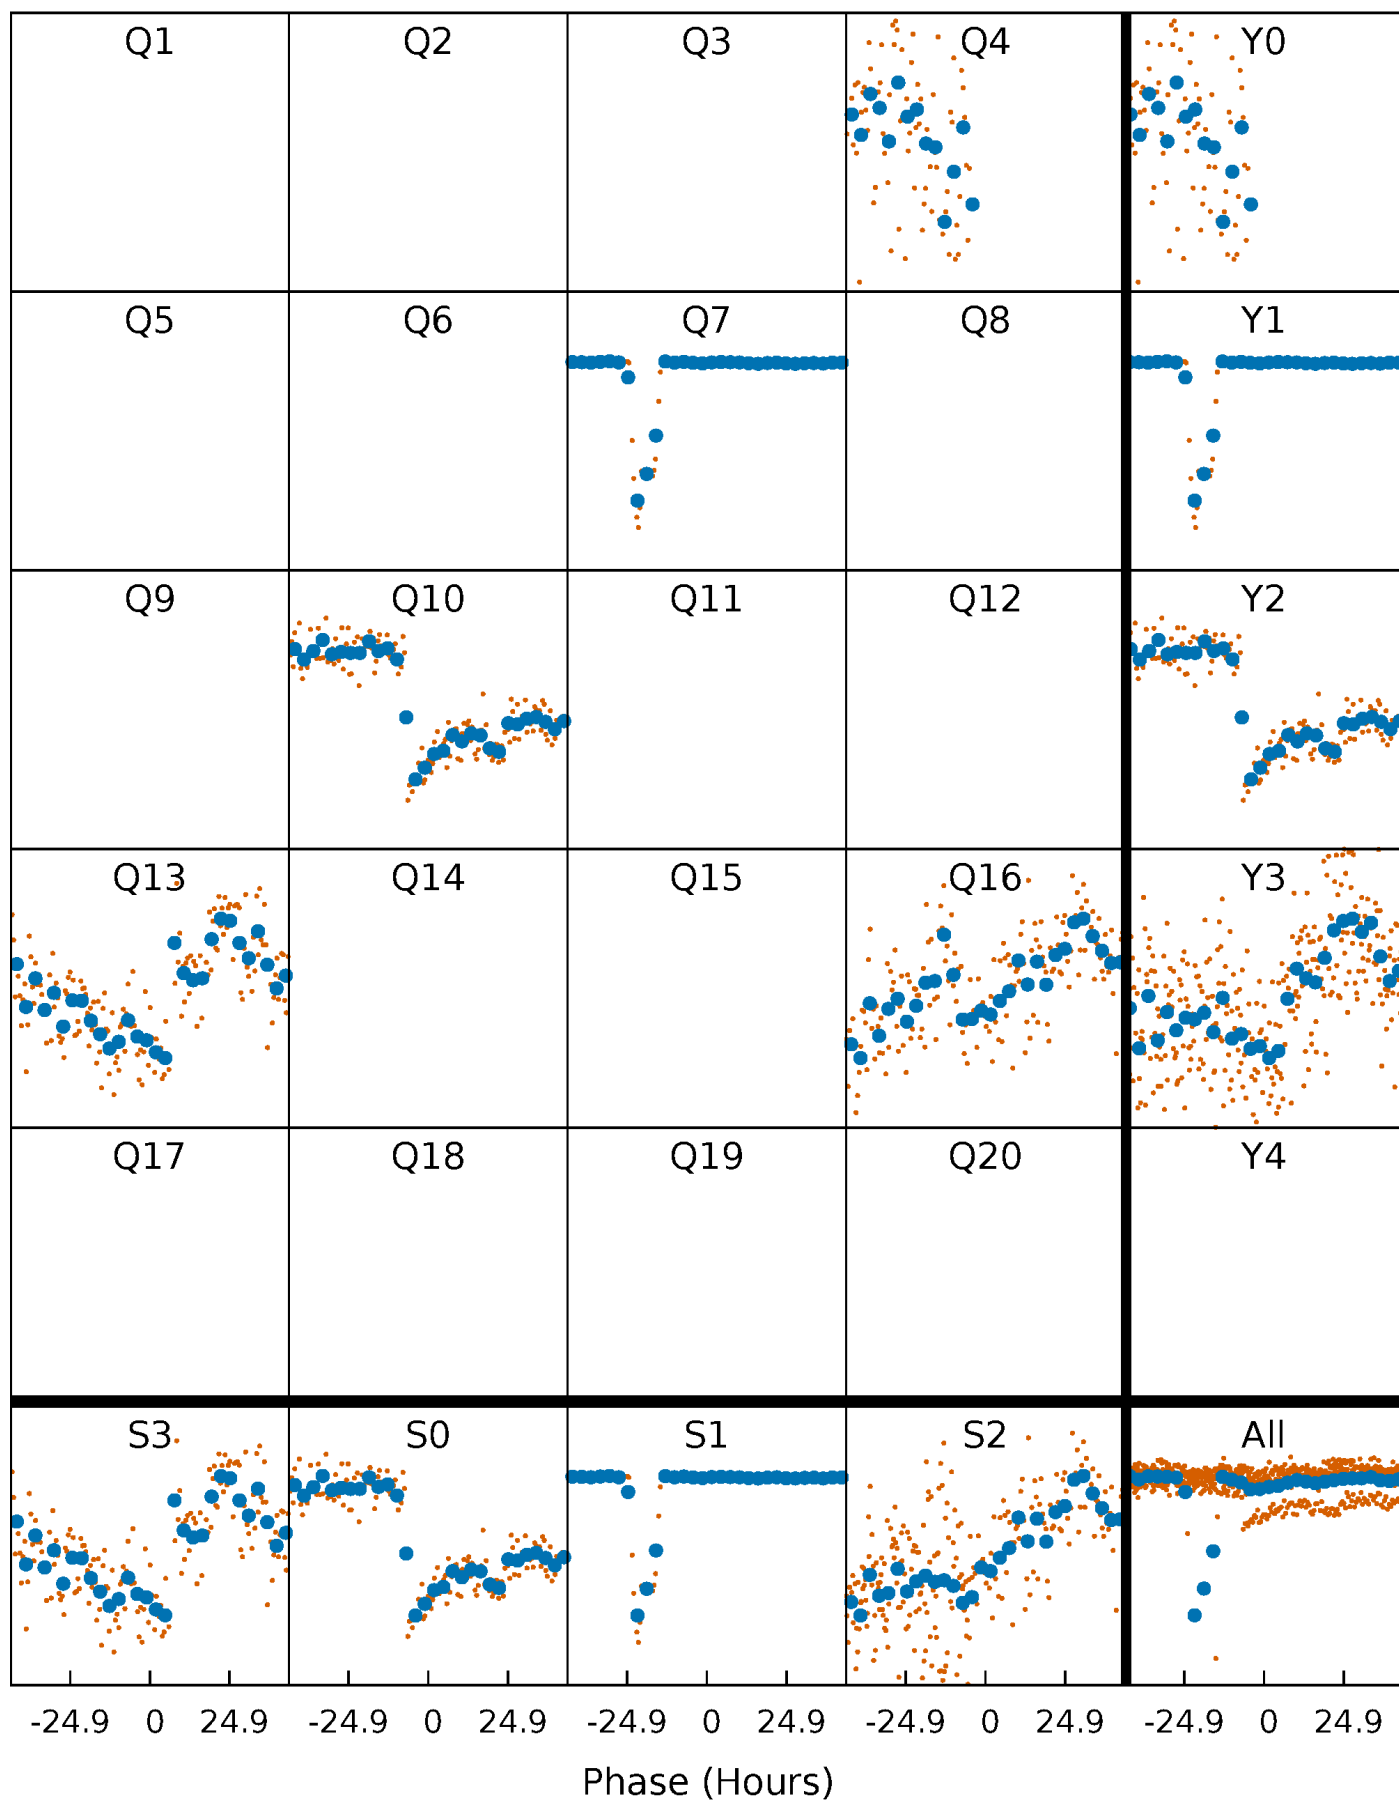 Q1 Q2 Q3 Q4 Y0
Q5 Q6 Q7 Q8 Y1
Q9 Q10 Q11 Q12 Y2
Q13 Q14 Q15 Q16 Y3
Q17 Q18 Q19 Q20 Y4
S3 S0 S1 S2 All
-24.9 0 24.9 -24.9 0 24.9 -24.9 0 24.9 -24.9 0 24.9 -24.9 0 24.9
Phase (Hours)